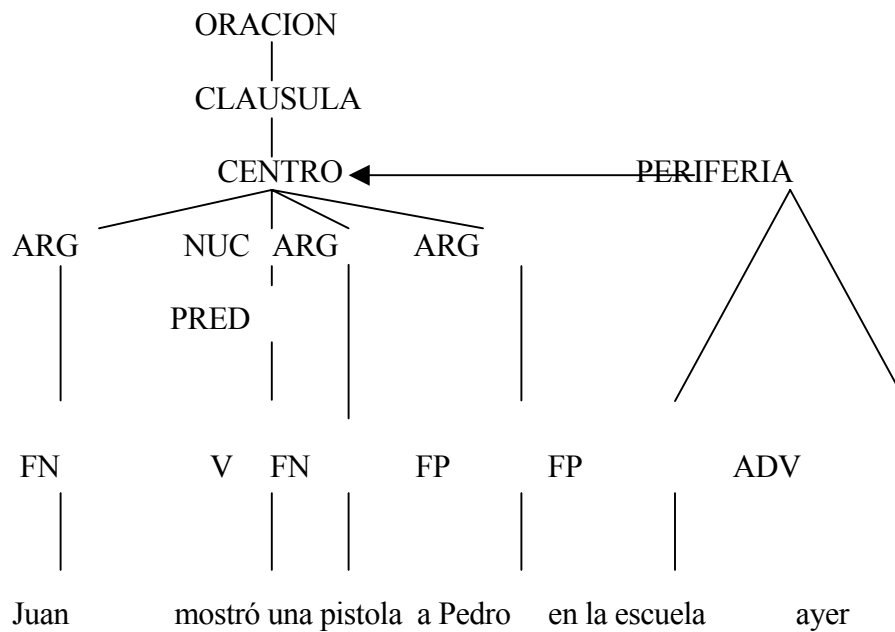 ORACION
CLAUSULA
CENTRO PERIFERIA
ARG NUC ARG ARG
PRED
FN V FN FP FP ADV
Juan mostró una pistola a Pedro en la escuela ayer